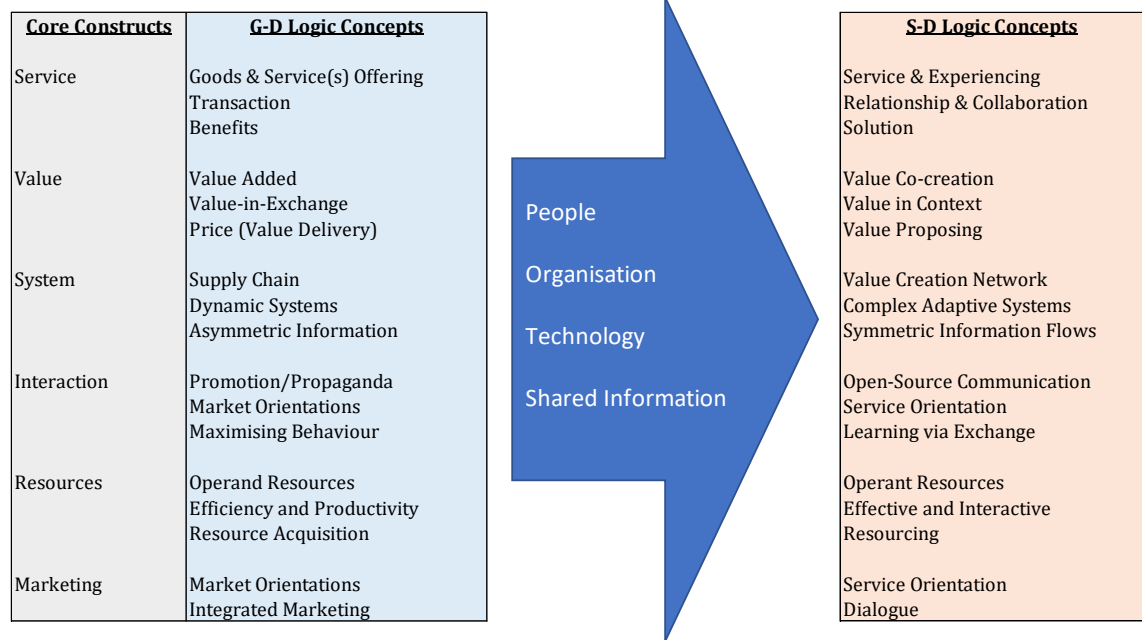 Core Constructs G-D Logic Concepts S-D Logic Concepts
Service Goods & Service(s) Offering Service & Experiencing
Transaction Relationship & Collaboration
Benefits Solution
Value Value Added Value Co-creation
Value-in-Exchange Value in Context
Price (Value Delivery) Value Proposing
People
Organisation
Technology
Shared Information
System Supply Chain Value Creation Network
Dynamic Systems Complex Adaptive Systems
Asymmetric Information Symmetric Information Flows
Interaction Promotion/Propaganda Open-Source Communication
Market Orientations Service Orientation
Maximising Behaviour Learning via Exchange
Resources Operand Resources Operant Resources
Efficiency and Productivity Effective and Interactive
Resource Acquisition Resourcing
Marketing Market Orientations Service Orientation
Integrated Marketing Dialogue